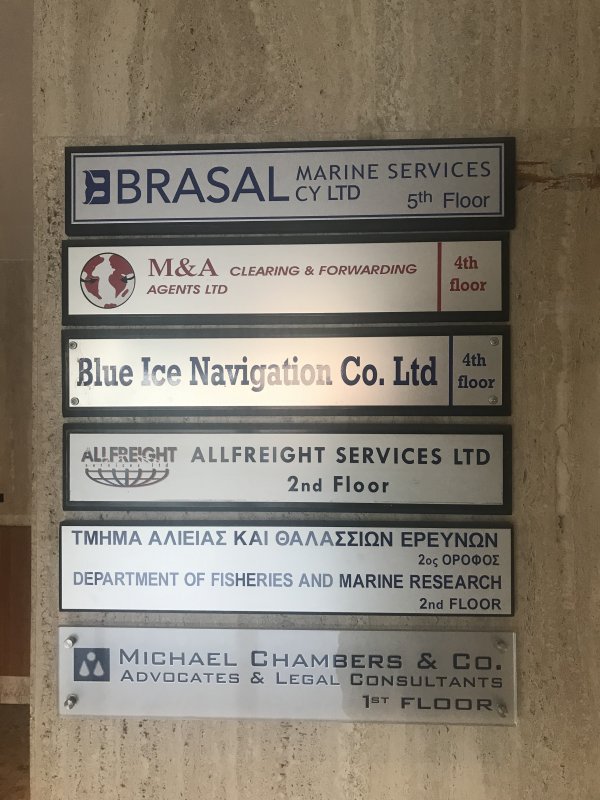 BRASAL MARINE SERVICES
CY LTD 5th Floor
M&A CLEARING & FORWARDING
AGENTS LTD
4th
floor
Blue Ice Navigation Co. Ltd
4th
floor
ALLFREIGHT
services ltd
ALLFREIGHT SERVICES LTD
2nd Floor
ΤΜΗΜΑ ΑΛΙΕΙΑΣ ΚΑΙ ΘΑΛΑΣΣΙΩΝ ΕΡΕΥΝΩΝ
2ος ΟΡΟΦΟΣ
DEPARTMENT OF FISHERIES AND MARINE RESEARCH
2nd FLOOR
MICHAEL CHAMBERS & CO.
ADVOCATES & LEGAL CONSULTANTS
1ST FLOOR